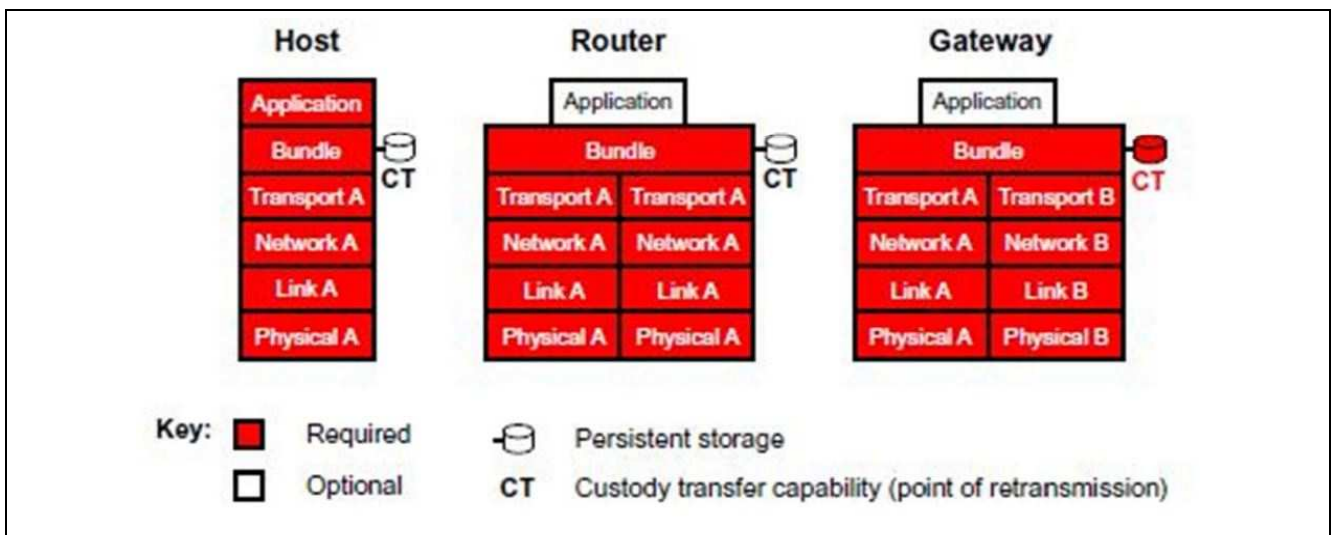 Host Router Gateway
Application Application Application
Bundle Bundle Bundle
CT CT CT
Transport A Transport A Transport A Transport A Transport B
Network A Network A Network A Network A Network B
Link A Link A Link A Link A Link B
Physical A Physical A Physical A Physical A Physical B
Key: Required Persistent storage
Optional CT Custody transfer capability (point of retransmission)